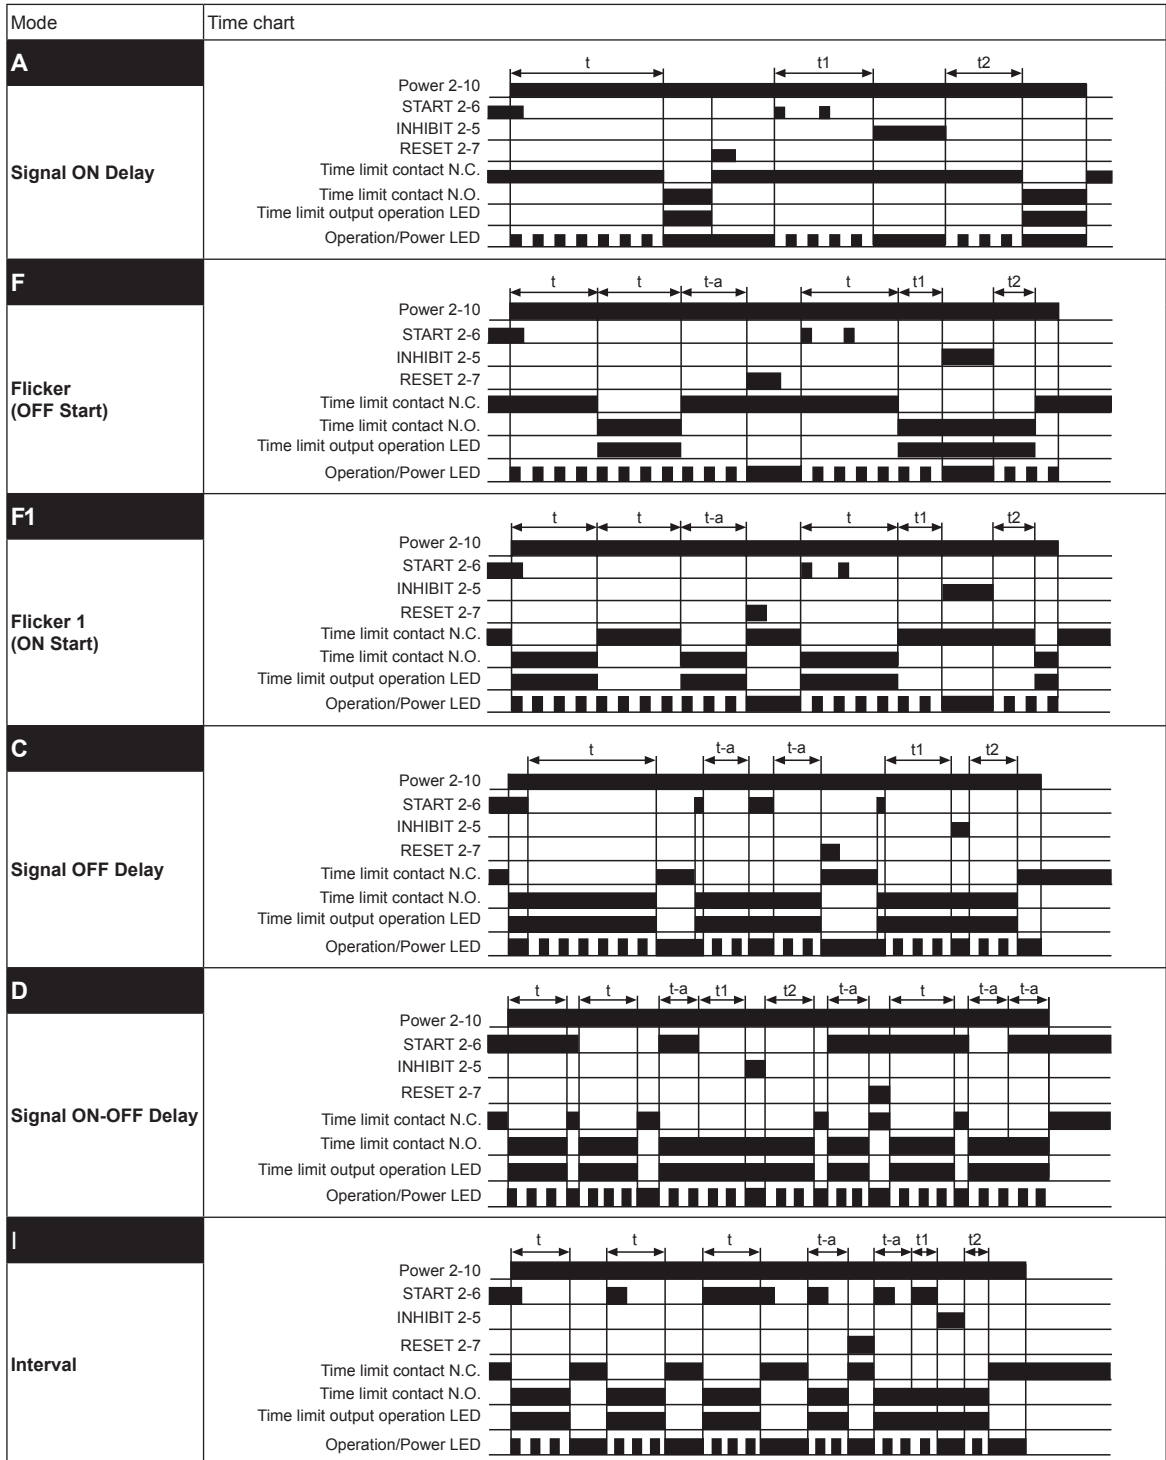 Mode Time chart
A
t t1 t2
Power 2-10
START 2-6
INHIBIT 2-5
RESET 2-7
Signal ON Delay
Time limit contact N.C.
Time limit contact N.O.
Time limit output operation LED
Operation/Power LED
F
t t t-a t t1 t2
Power 2-10
START 2-6
INHIBIT 2-5
RESET 2-7
Flicker
(OFF Start)
Time limit contact N.C.
Time limit contact N.O.
Time limit output operation LED
Operation/Power LED
F1
t t t-a t t1 t2
Power 2-10
START 2-6
INHIBIT 2-5
RESET 2-7
Flicker 1
(ON Start)
Time limit contact N.C.
Time limit contact N.O.
Time limit output operation LED
Operation/Power LED
C
t t-a t-a t1 t2
Power 2-10
START 2-6
INHIBIT 2-5
RESET 2-7
Signal OFF Delay
Time limit contact N.C.
Time limit contact N.O.
Time limit output operation LED
Operation/Power LED
D
t t t-a t1 t2 t-a t t-a t-a
Power 2-10
START 2-6
INHIBIT 2-5
RESET 2-7
Signal ON-OFF Delay
Time limit contact N.C.
Time limit contact N.O.
Time limit output operation LED
Operation/Power LED
I
t t t t-a t-a t1 t2
Power 2-10
START 2-6
INHIBIT 2-5
RESET 2-7
Interval
Time limit contact N.C.
Time limit contact N.O.
Time limit output operation LED
Operation/Power LED